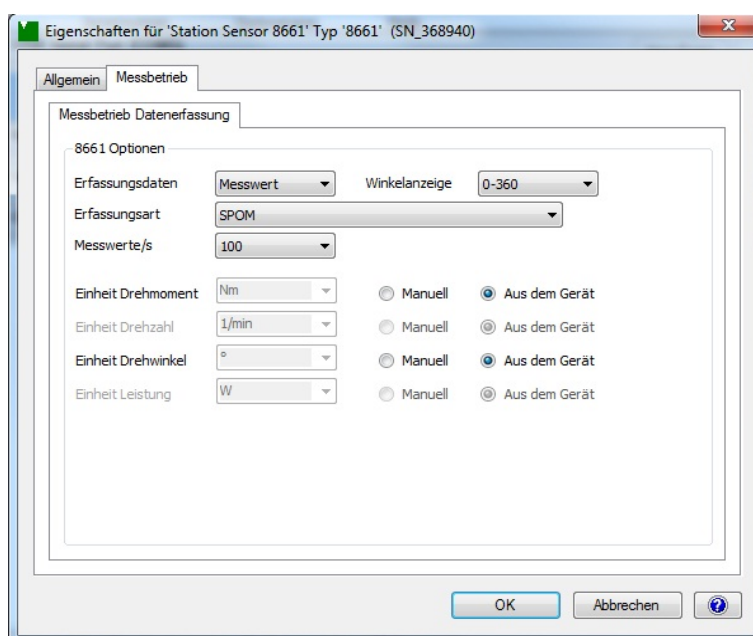 Eigenschaften für 'Station Sensor 8661' Typ '8661' (SN_368940)
Allgemein Messbetrieb
Messbetrieb Datenerfassung
8661 Optionen
Erfassungsdaten Messwert Winkelanzeige 0-360
Erfassungsart SPOM
Messwerte/s 100
Einheit Drehmoment Nm Manuell Aus dem Gerät
Einheit Drehzahl 1/min Manuell Aus dem Gerät
Einheit Drehwinkel ° Manuell Aus dem Gerät
Einheit Leistung W Manuell Aus dem Gerät
OK Abbrechen ?